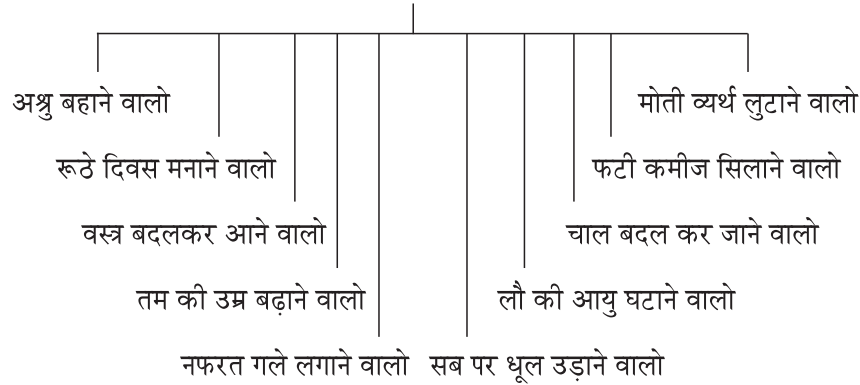 अश्रु बहाने वालो
मोती व्यर्थ लुटाने वालो
रूठे दिवस मनाने वालो
फटी कमीज सिलाने वालो
वस्त्र बदलकर आने वालो
चाल बदल कर जाने वालो
तम की उम्र बढ़ाने वालो
लौ की आयु घटाने वालो
नफरत गले लगाने वालो
सब पर धूल उड़ाने वालो